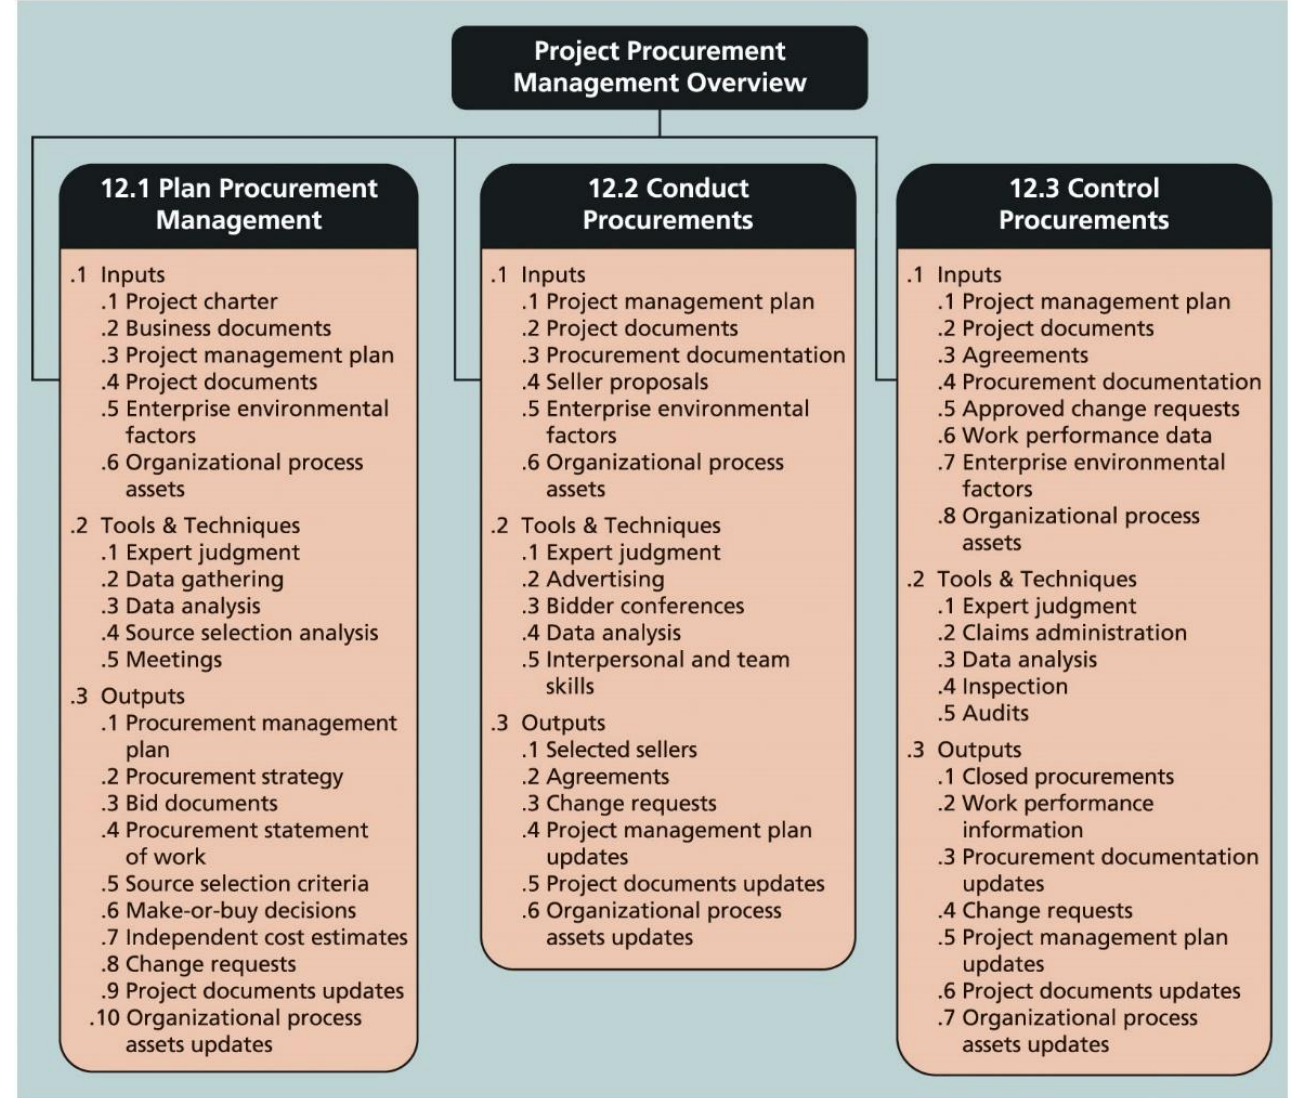 Project Procurement
Management Overview
12.1 Plan Procurement
Management
.1 Inputs
.1 Project charter
.2 Business documents
.3 Project management plan
.4 Project documents
.5 Enterprise environmental
factors
.6 Organizational process
assets
.2 Tools & Techniques
.1 Expert judgment
.2 Data gathering
.3 Data analysis
.4 Source selection analysis
.5 Meetings
.3 Outputs
.1 Procurement management
plan
.2 Procurement strategy
.3 Bid documents
.4 Procurement statement
of work
.5 Source selection criteria
.6 Make-or-buy decisions
.7 Independent cost estimates
.8 Change requests
.9 Project documents updates
.10 Organizational process
assets updates
12.2 Conduct
Procurements
.1 Inputs
.1 Project management plan
.2 Project documents
.3 Procurement documentation
.4 Seller proposals
.5 Enterprise environmental
factors
.6 Organizational process
assets
.2 Tools & Techniques
.1 Expert judgment
.2 Advertising
.3 Bidder conferences
.4 Data analysis
.5 Interpersonal and team
skills
.3 Outputs
.1 Selected sellers
.2 Agreements
.3 Change requests
.4 Project management plan
updates
.5 Project documents updates
.6 Organizational process
assets updates
12.3 Control
Procurements
.1 Inputs
.1 Project management plan
.2 Project documents
.3 Agreements
.4 Procurement documentation
.5 Approved change requests
.6 Work performance data
.7 Enterprise environmental
factors
.8 Organizational process
assets
.2 Tools & Techniques
.1 Expert judgment
.2 Claims administration
.3 Data analysis
.4 Inspection
.5 Audits
.3 Outputs
.1 Closed procurements
.2 Work performance
information
.3 Procurement documentation
updates
.4 Change requests
.5 Project management plan
updates
.6 Project documents updates
.7 Organizational process
assets updates